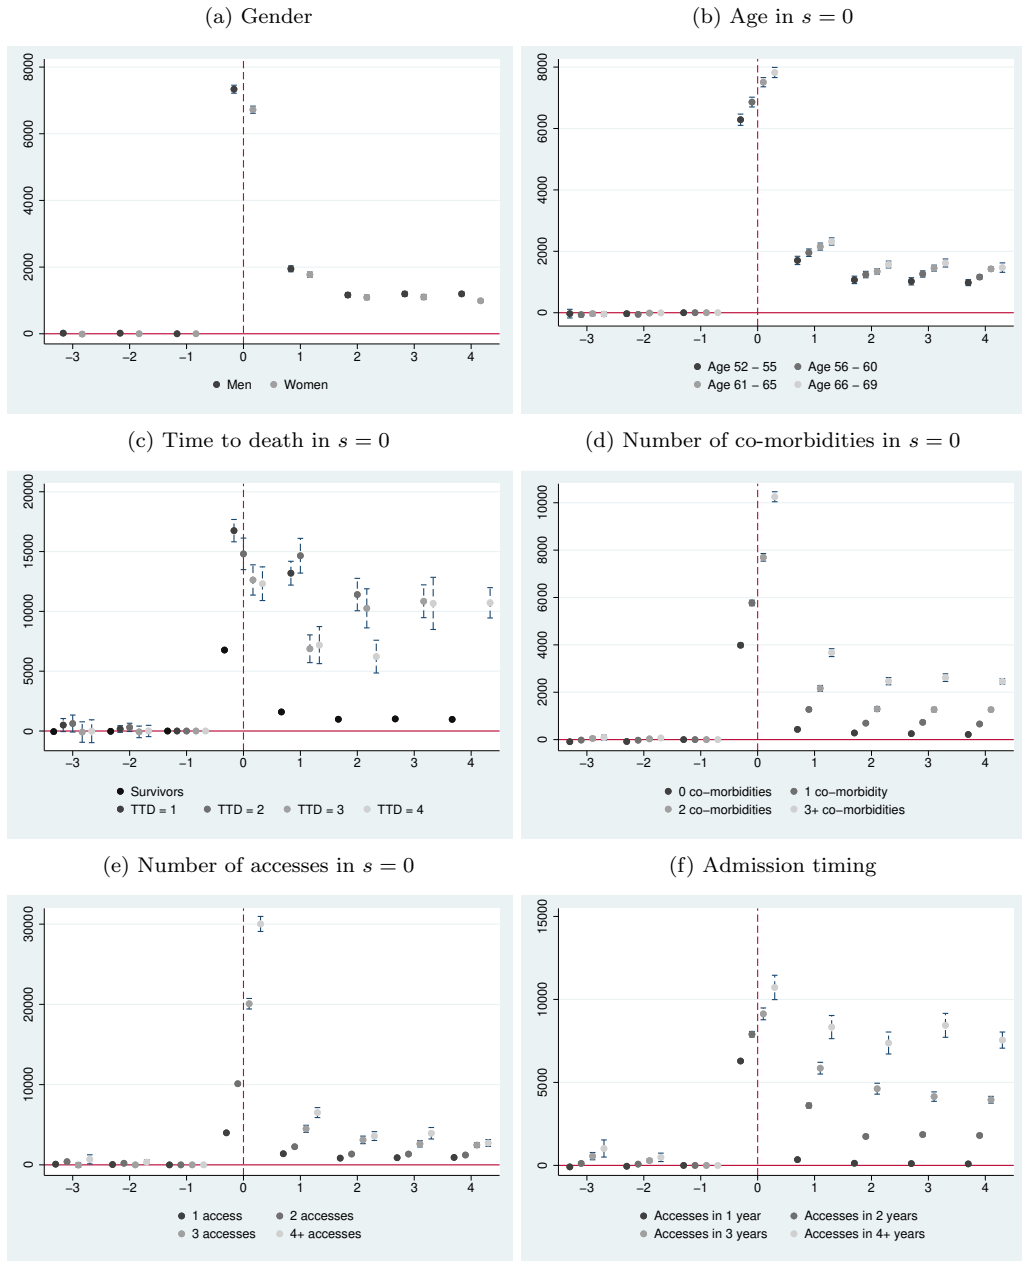 (a) Gender
8000
6000
4000
2000
0
−3 −2 −1 0 1 2 3 4
Men Women
(b) Age in s = 0
8000
6000
4000
2000
0
−3 −2 −1 0 1 2 3 4
Age 52 − 55 Age 56 − 60
Age 61 − 65 Age 66 − 69
(c) Time to death in s = 0
20000
15000
10000
5000
0
−3 −2 −1 0 1 2 3 4
Survivors
TTD = 1 TTD = 2 TTD = 3 TTD = 4
(d) Number of co-morbidities in s = 0
10000
8000
6000
4000
2000
0
−3 −2 −1 0 1 2 3 4
0 co−morbidities 1 co−morbidity
2 co−morbidities 3+ co−morbidities
(e) Number of accesses in s = 0
30000
20000
10000
0
−3 −2 −1 0 1 2 3 4
1 access 2 accesses
3 accesses 4+ accesses
(f) Admission timing
15000
10000
5000
0
−3 −2 −1 0 1 2 3 4
Accesses in 1 year Accesses in 2 years
Accesses in 3 years Accesses in 4+ years